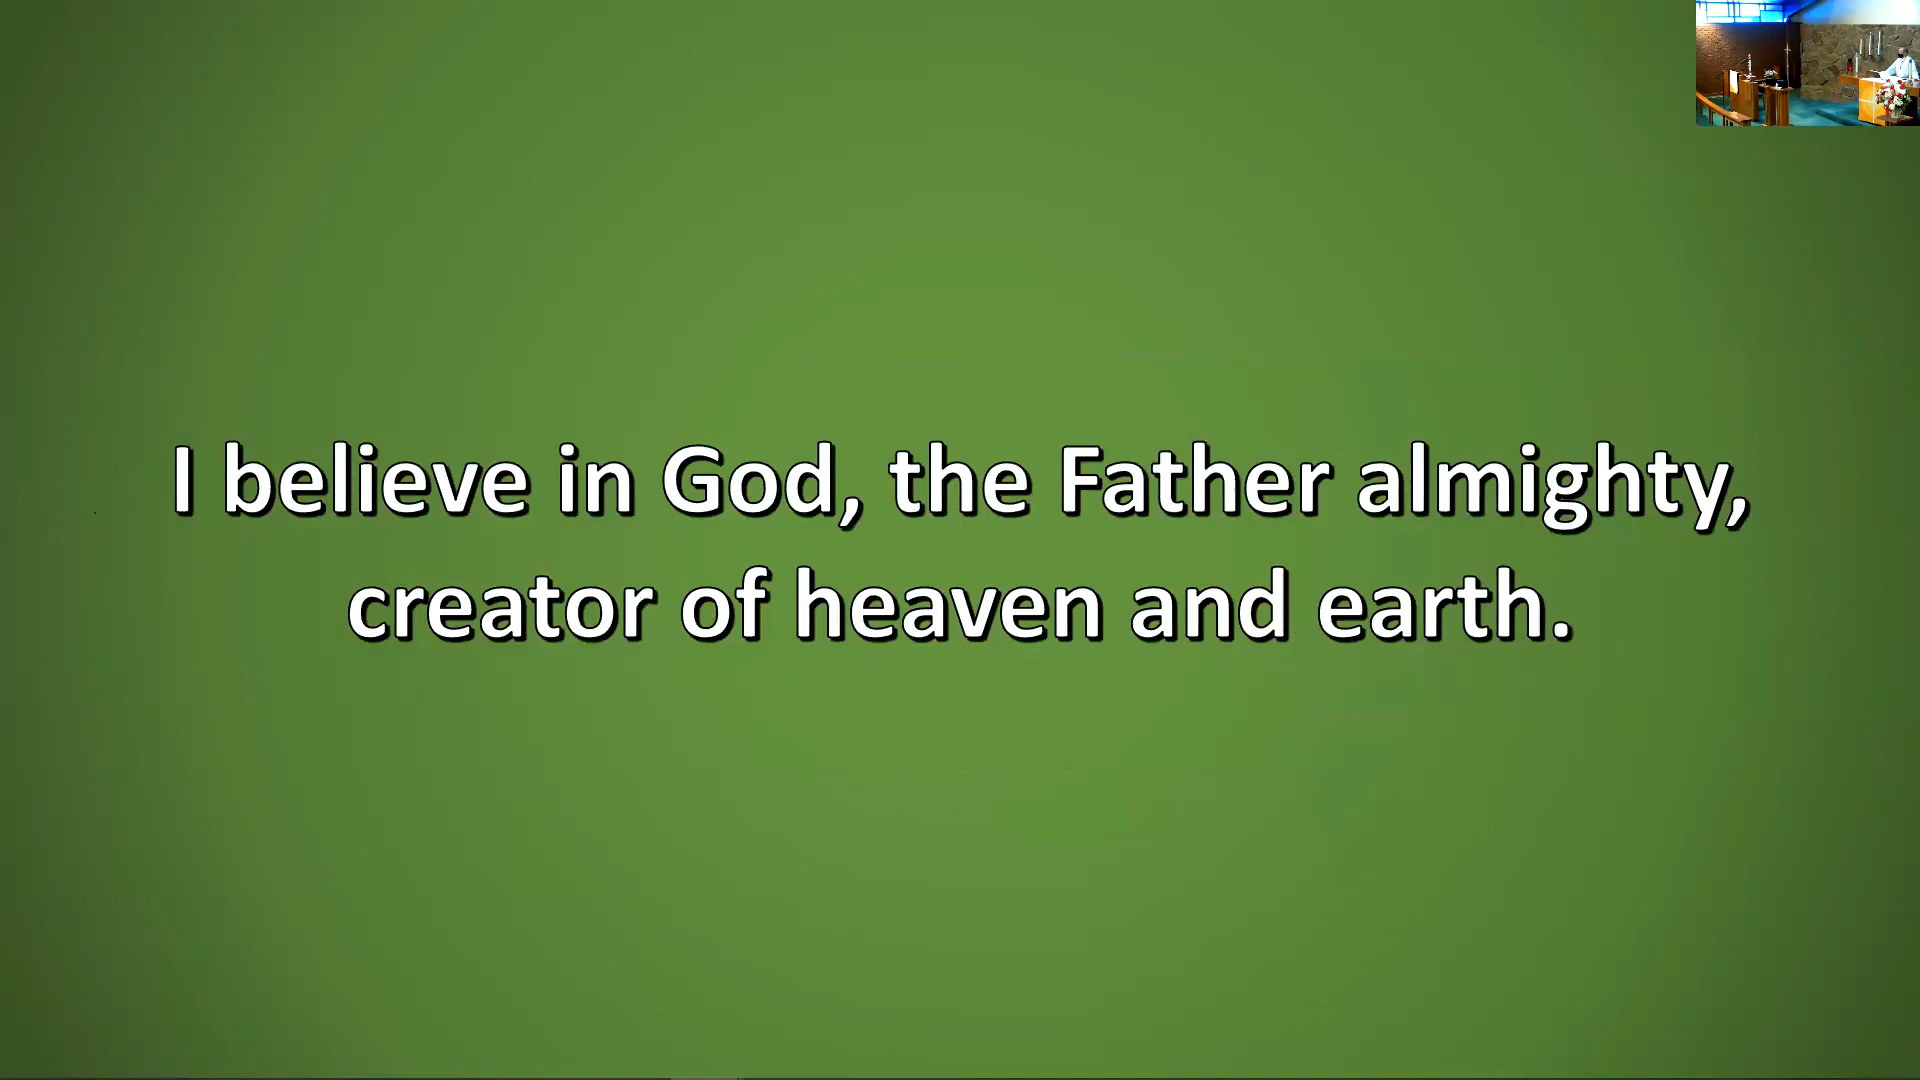 I believe in God, the Father almighty,
creator of heaven and earth.